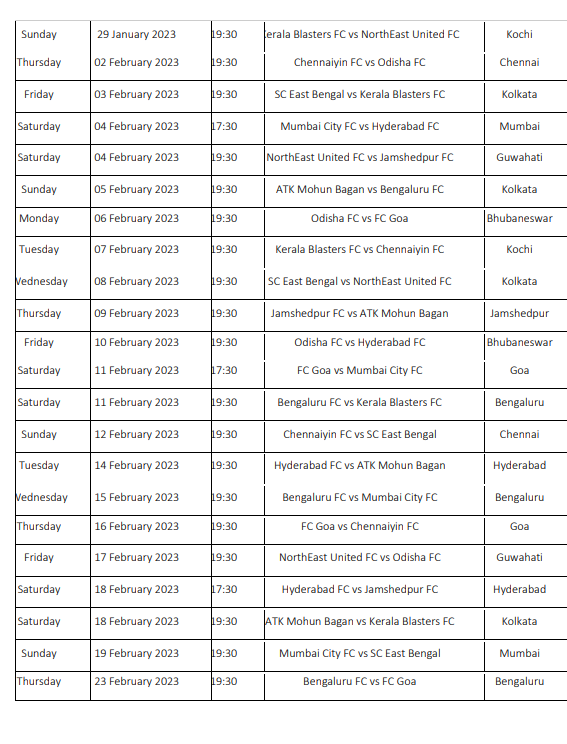 Sunday 29 January 2023 19:30 erala Blasters FC vs NorthEast United FC Kochi
Thursday 02 February 2023 19:30 Chennaiyin FC vs Odisha FC Chennai
Friday 03 February 2023 19:30 SC East Bengal vs Kerala Blasters FC Kolkata
Saturday 04 February 2023 17:30 Mumbai City FC vs Hyderabad FC Mumbai
Saturday 04 February 2023 19:30 NorthEast United FC vs Jamshedpur FC Guwahati
Sunday 05 February 2023 19:30 ATK Mohun Bagan vs Bengaluru FC Kolkata
Monday 06 February 2023 19:30 Odisha FC vs FC Goa Bhubaneswar
Tuesday 07 February 2023 19:30 Kerala Blasters FC vs Chennaiyin FC Kochi
Wednesday 08 February 2023 19:30 SC East Bengal vs NorthEast United FC Kolkata
Thursday 09 February 2023 19:30 Jamshedpur FC vs ATK Mohun Bagan Jamshedpur
Friday 10 February 2023 19:30 Odisha FC vs Hyderabad FC Bhubaneswar
Saturday 11 February 2023 17:30 FC Goa vs Mumbai City FC Goa
Saturday 11 February 2023 19:30 Bengaluru FC vs Kerala Blasters FC Bengaluru
Sunday 12 February 2023 19:30 Chennaiyin FC vs SC East Bengal Chennai
Tuesday 14 February 2023 19:30 Hyderabad FC vs ATK Mohun Bagan Hyderabad
Wednesday 15 February 2023 19:30 Bengaluru FC vs Mumbai City FC Bengaluru
Thursday 16 February 2023 19:30 FC Goa vs Chennaiyin FC Goa
Friday 17 February 2023 19:30 NorthEast United FC vs Odisha FC Guwahati
Saturday 18 February 2023 17:30 Hyderabad FC vs Jamshedpur FC Hyderabad
Saturday 18 February 2023 19:30 ATK Mohun Bagan vs Kerala Blasters FC Kolkata
Sunday 19 February 2023 19:30 Mumbai City FC vs SC East Bengal Mumbai
Thursday 23 February 2023 19:30 Bengaluru FC vs FC Goa Bengaluru